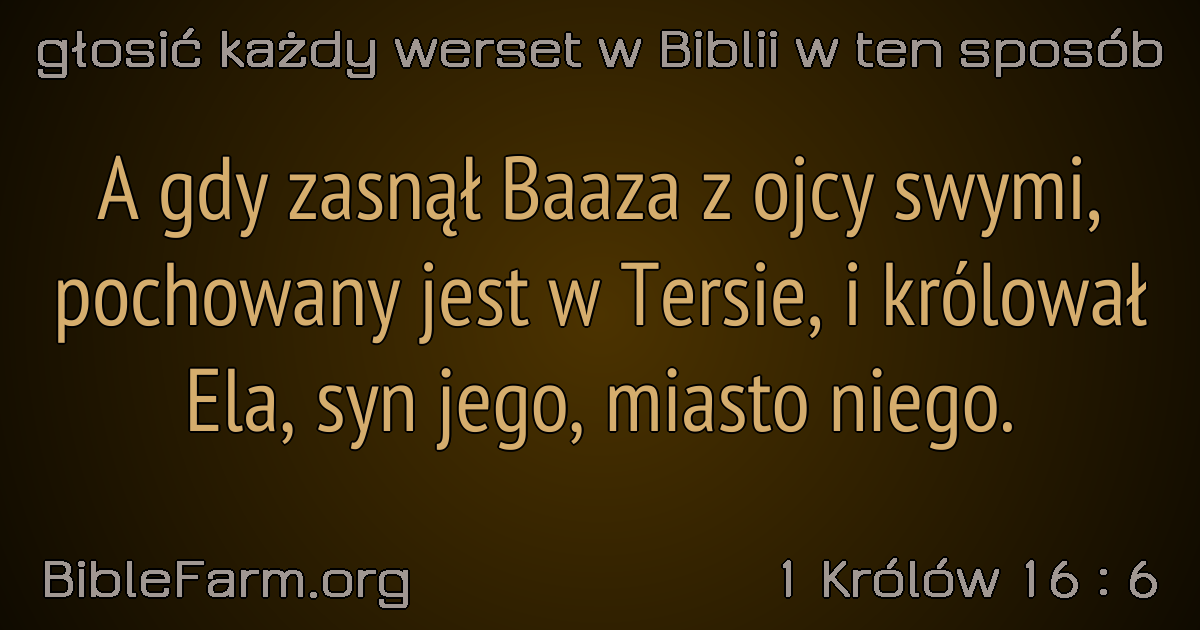 głosić każdy werset w Biblii w ten sposób
A gdy zasnął Baaza z ojcy swymi,
pochowany jest w Tersie, i królował
Ela, syn jego, miasto niego.
BibleFarm.org
1 Królów 16 : 6